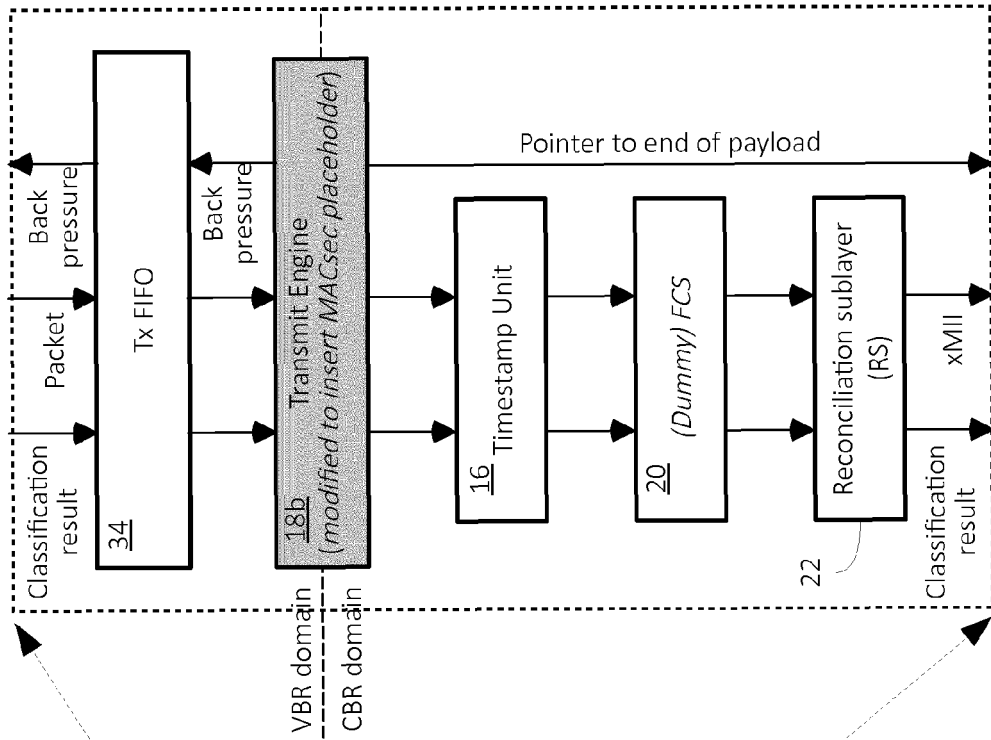 Classification
result
Packet
Back
pressure
34
Tx FIFO
Back
pressure
VBR domain
CBR domain
18b
Transmit Engine
(modified to insert MACsec placeholder)
Pointer to end of payload
16
Timestamp Unit
20
(Dummy) FCS
22
Reconciliation sublayer
(RS)
Classification
result
xMII